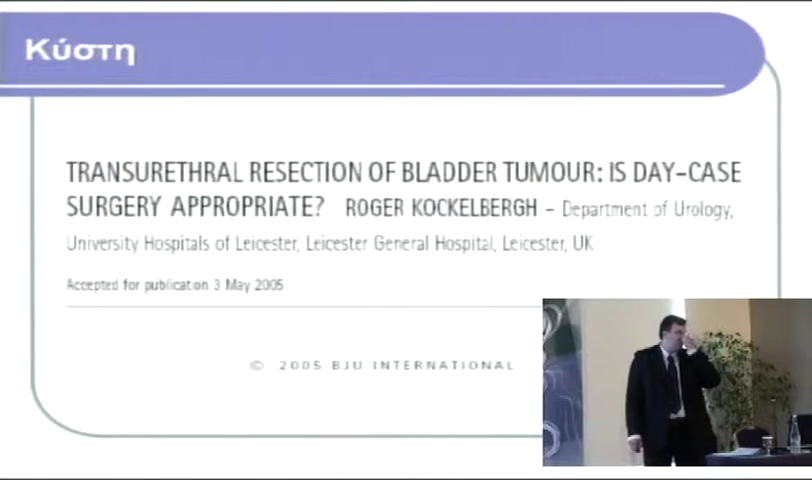 Κύστη
TRANSURETHRAL RESECTION OF BLADDER TUMOUR: IS DAY-CASE
SURGERY APPROPRIATE? ROGER KOCKELBERGH – Department of Urology,
University Hospitals of Leicester, Leicester General Hospital, Leicester, UK
Accepted for publication 3 May 2005
© 2005 BJU INTERNATIONAL